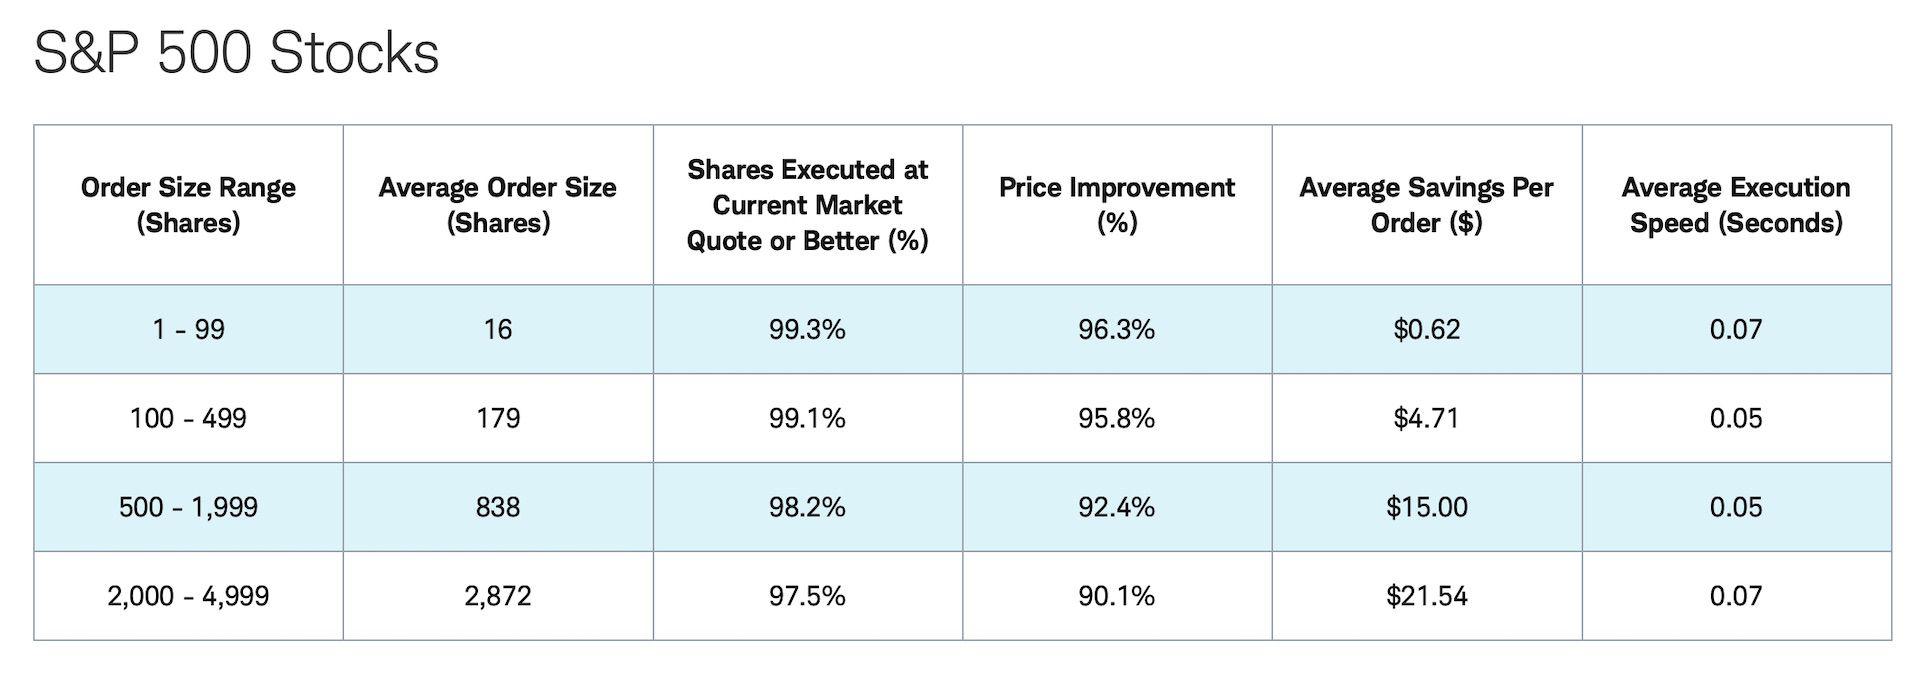 S&P 500 Stocks
Order Size Range
(Shares)
Average Order Size
(Shares)
Shares Executed at
Current Market
Quote or Better (%)
Price Improvement
(%)
Average Savings Per
Order ($)
Average Execution
Speed (Seconds)
1 - 99 16 99.3% 96.3% $0.62 0.07
100 - 499 179 99.1% 95.8% $4.71 0.05
500 - 1,999 838 98.2% 92.4% $15.00 0.05
2,000 - 4,999 2,872 97.5% 90.1% $21.54 0.07